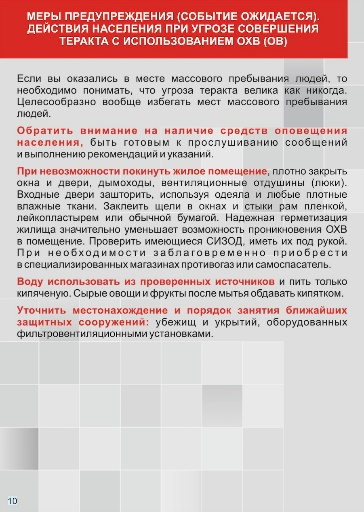 МЕРЫ ПРЕДУПРЕЖДЕНИЯ (СОБЫТИЕ ОЖИДАЕТСЯ).
ДЕЙСТВИЯ НАСЕЛЕНИЯ ПРИ УГРОЗЕ СОВЕРШЕНИЯ
ТЕРАКТА С ИСПОЛЬЗОВАНИЕМ ОХВ (ОВ)
Если вы оказались в месте массового пребывания людей, то
необходимо понимать, что угроза теракта велика как никогда.
Целесообразно вообще избегать мест массового пребывания
людей.
Обратить внимание на наличие средств оповещения
населения, быть готовым к прослушиванию сообщений
и выполнению рекомендаций и указаний.
При невозможности покинуть жилое помещение, плотно закрыть
окна и двери, дымоходы, вентиляционные отдушины (люки).
Входные двери зашторить, используя одеяла и любые плотные
влажные ткани. Заклеить щели в окнах и стыки рам пленкой,
лейкопластырем или обычной бумагой. Надежная герметизация
жилища значительно уменьшает возможность проникновения ОХВ
в помещение. Проверить имеющиеся СИЗОД, иметь их под рукой.
При необходимости заблаговременно приобрести
в специализированных магазинах противогаз или самоспасатель.
Воду использовать из проверенных источников и пить только
кипяченую. Сырые овощи и фрукты после мытья обдавать кипятком.
Уточнить местонахождение и порядок занятия ближайших
защитных сооружений: убежищ и укрытий, оборудованных
фильтровентиляционными установками.
10